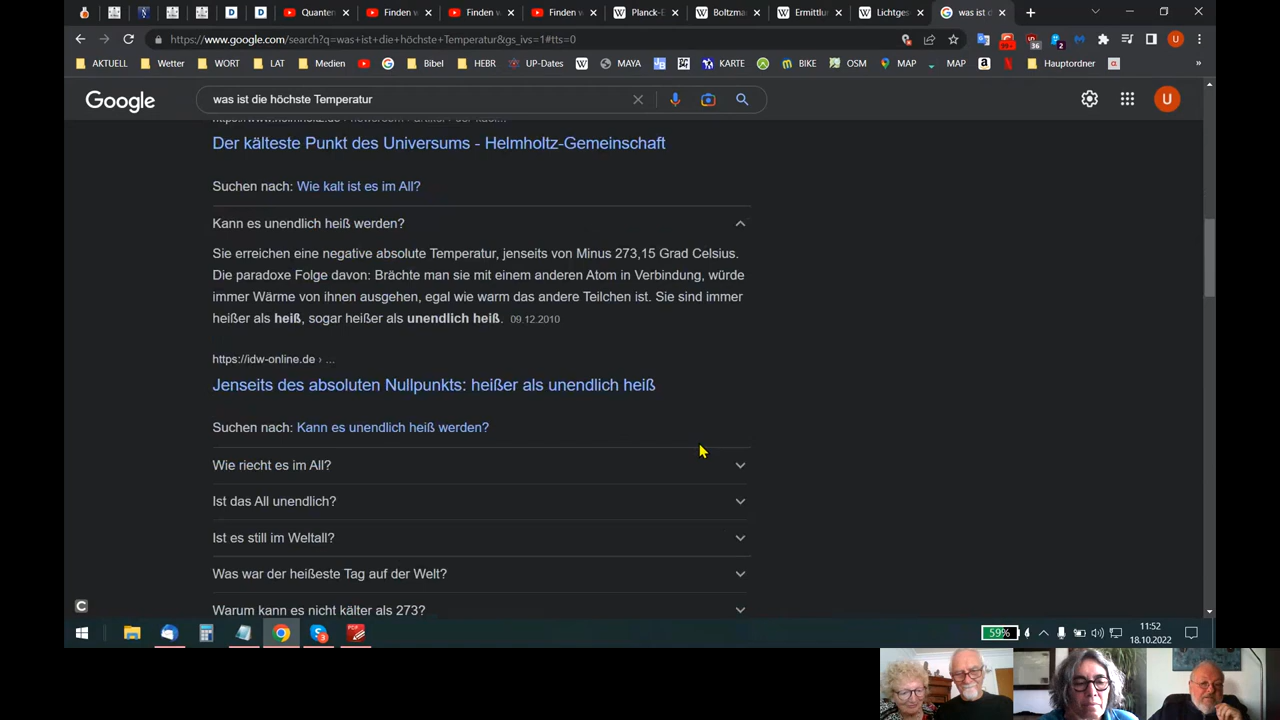 Quanten
Finden v
Finden v
Finden v
Planck-E
Boltzma
Ermittlur
Lichtges
was ist d
https://www.google.com/search?q=was+ist+die+höchste+Temperatur&gs_ivs=1#tts=0
AKTUELL
Wetter
WORT
LAT
Medien
Bibel
HEBR
UP-Dates
MAYA
KARTE
BIKE
OSM
MAP
MAP
Hauptordner
Google
was ist die höchste Temperatur
U
Der kälteste Punkt des Universums - Helmholtz-Gemeinschaft
Suchen nach: Wie kalt ist es im All?
Kann es unendlich heiß werden?
Sie erreichen eine negative absolute Temperatur, jenseits von Minus 273,15 Grad Celsius.
Die paradoxe Folge davon: Brächte man sie mit einem anderen Atom in Verbindung, würde
immer Wärme von ihnen ausgehen, egal wie warm das andere Teilchen ist. Sie sind immer
heißer als heiß, sogar heißer als unendlich heiß. 09.12.2010
https://idw-online.de › ...
Jenseits des absoluten Nullpunkts: heißer als unendlich heiß
Suchen nach: Kann es unendlich heiß werden?
Wie riecht es im All?
Ist das All unendlich?
Ist es still im Weltall?
Was war der heißeste Tag auf der Welt?
Warum kann es nicht kälter als 273?
59%
11:52
18.10.2022